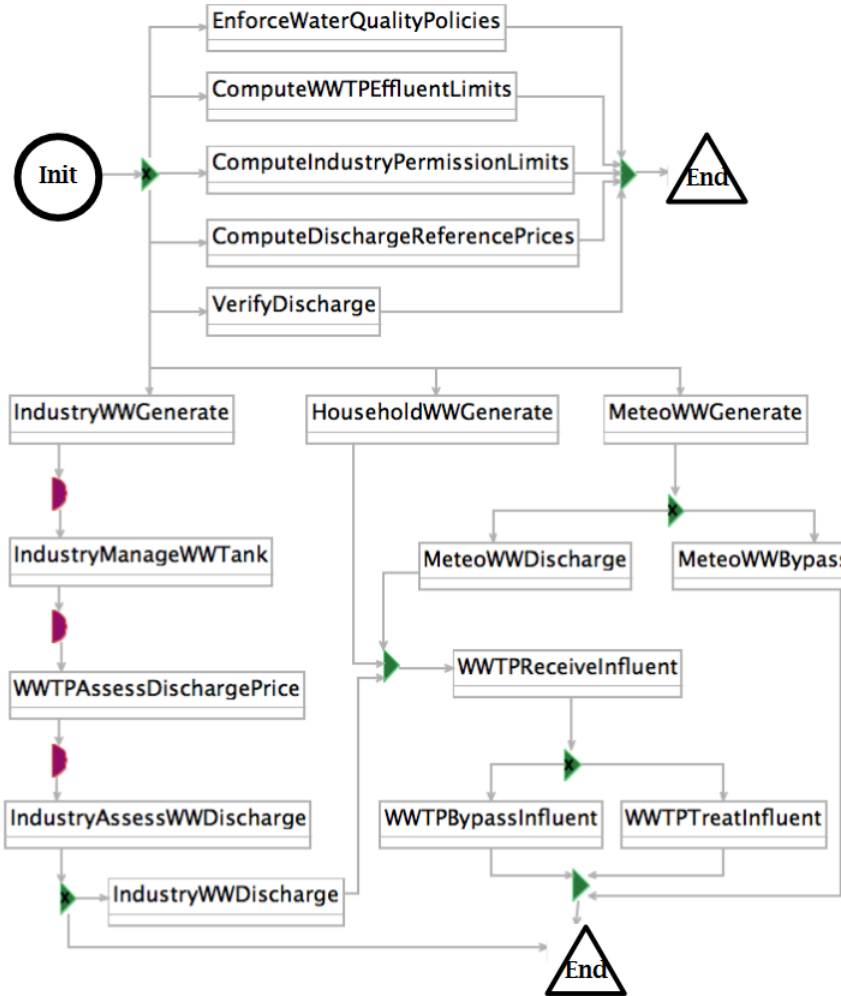 EnforceWaterQualityPolicies
ComputeWWTPEffluentLimits
Init
x
ComputeIndustryPermissionLimits
End
ComputeDischargeReferencePrices
VerifyDischarge
IndustryWWGenerate
HouseholdWWGenerate
MeteoWWGenerate
x
IndustryManageWWTank
MeteoWWDischarge
MeteoWWBypass
WWTPReceiveInfluent
WWTPAssessDischargePrice
x
IndustryAssessWWDischarge
WWTPBypassInfluent
WWTPTreatInfluent
x
IndustryWWDischarge
End